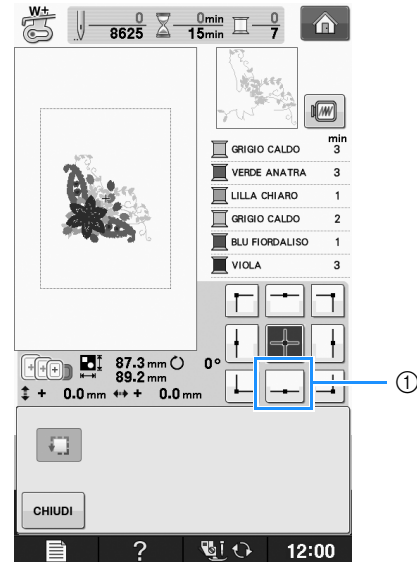 W±
0 0min 0
8625 15min 7
min
GRIGIO CALDO 3
VERDE ANATRA 3
LILLA CHIARO 1
GRIGIO CALDO 2
BLU FIORDALISO 1
VIOLA 3
87.3 mm 0°
89.2 mm
+ 0.0 mm + 0.0 mm
①
CHIUDI
? 12:00